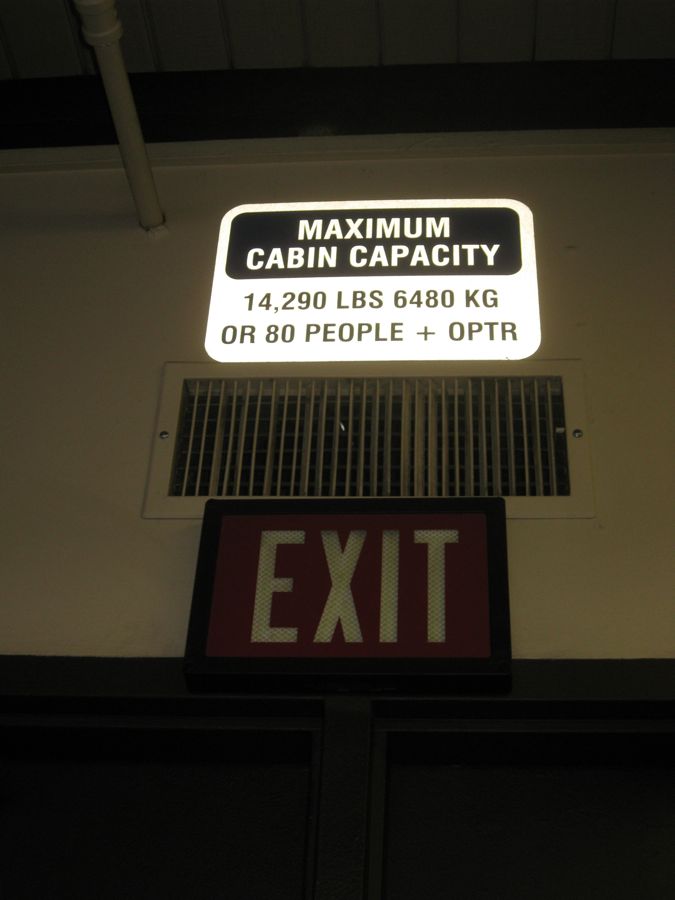 MAXIMUM
CABIN CAPACITY
14,290 LBS 6480 KG
OR 80 PEOPLE + OPTR
EXIT